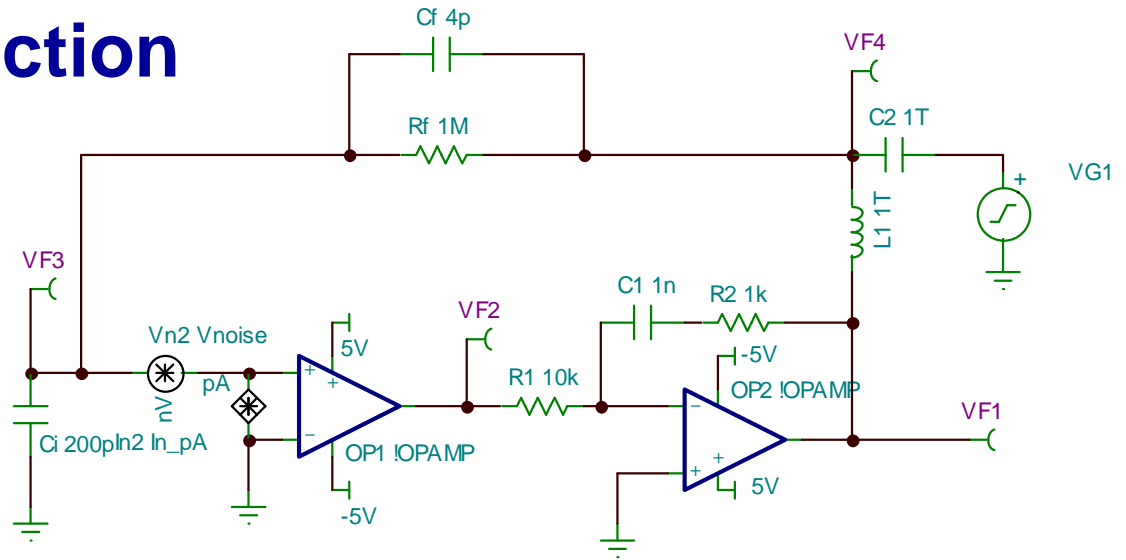 ction
Cf 4p
VF4
C2 1T
Rf 1M
VG1
+
L1 1T
VF3
C1 1n
R2 1k
VF2
Vn2 Vnoise
5V
-5V
pA
+
+
R1 10k
OP2 !OPAMP
nV
−
−
VF1
Ci 200pIn2 In_pA
OP1 !OPAMP
+
+
-5V
5V